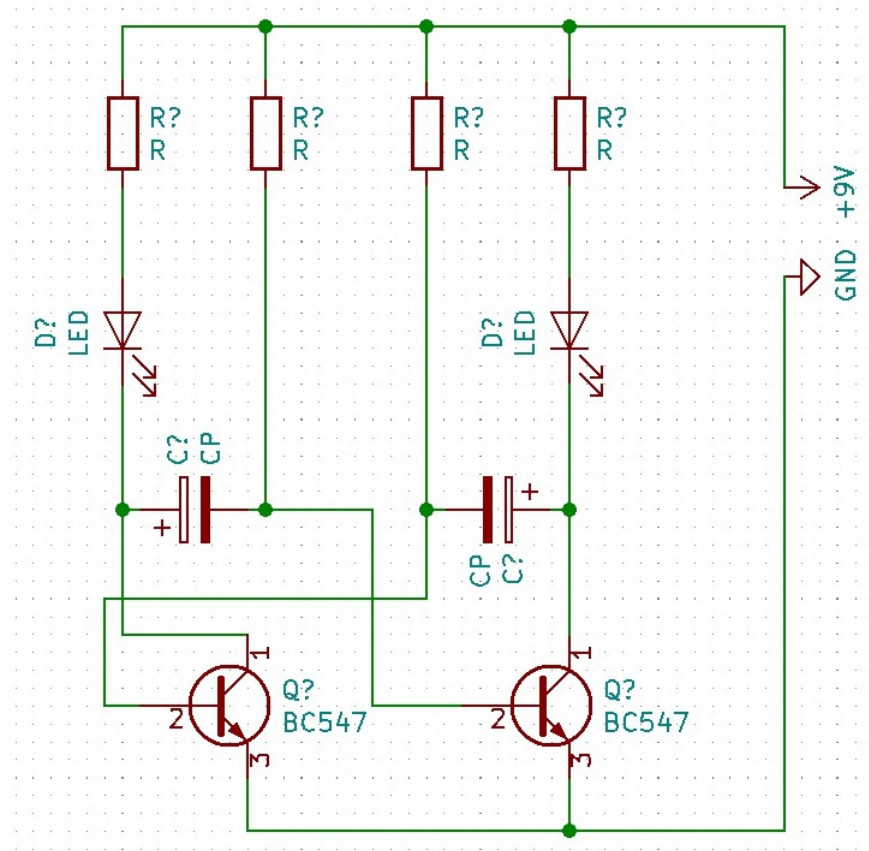 R?
R
R?
R
R?
R
R?
R
+9V
GND
D?
LED
D?
LED
C?
CP
+
+
CP
C?
1
2
3
Q?
BC547
1
2
3
Q?
BC547